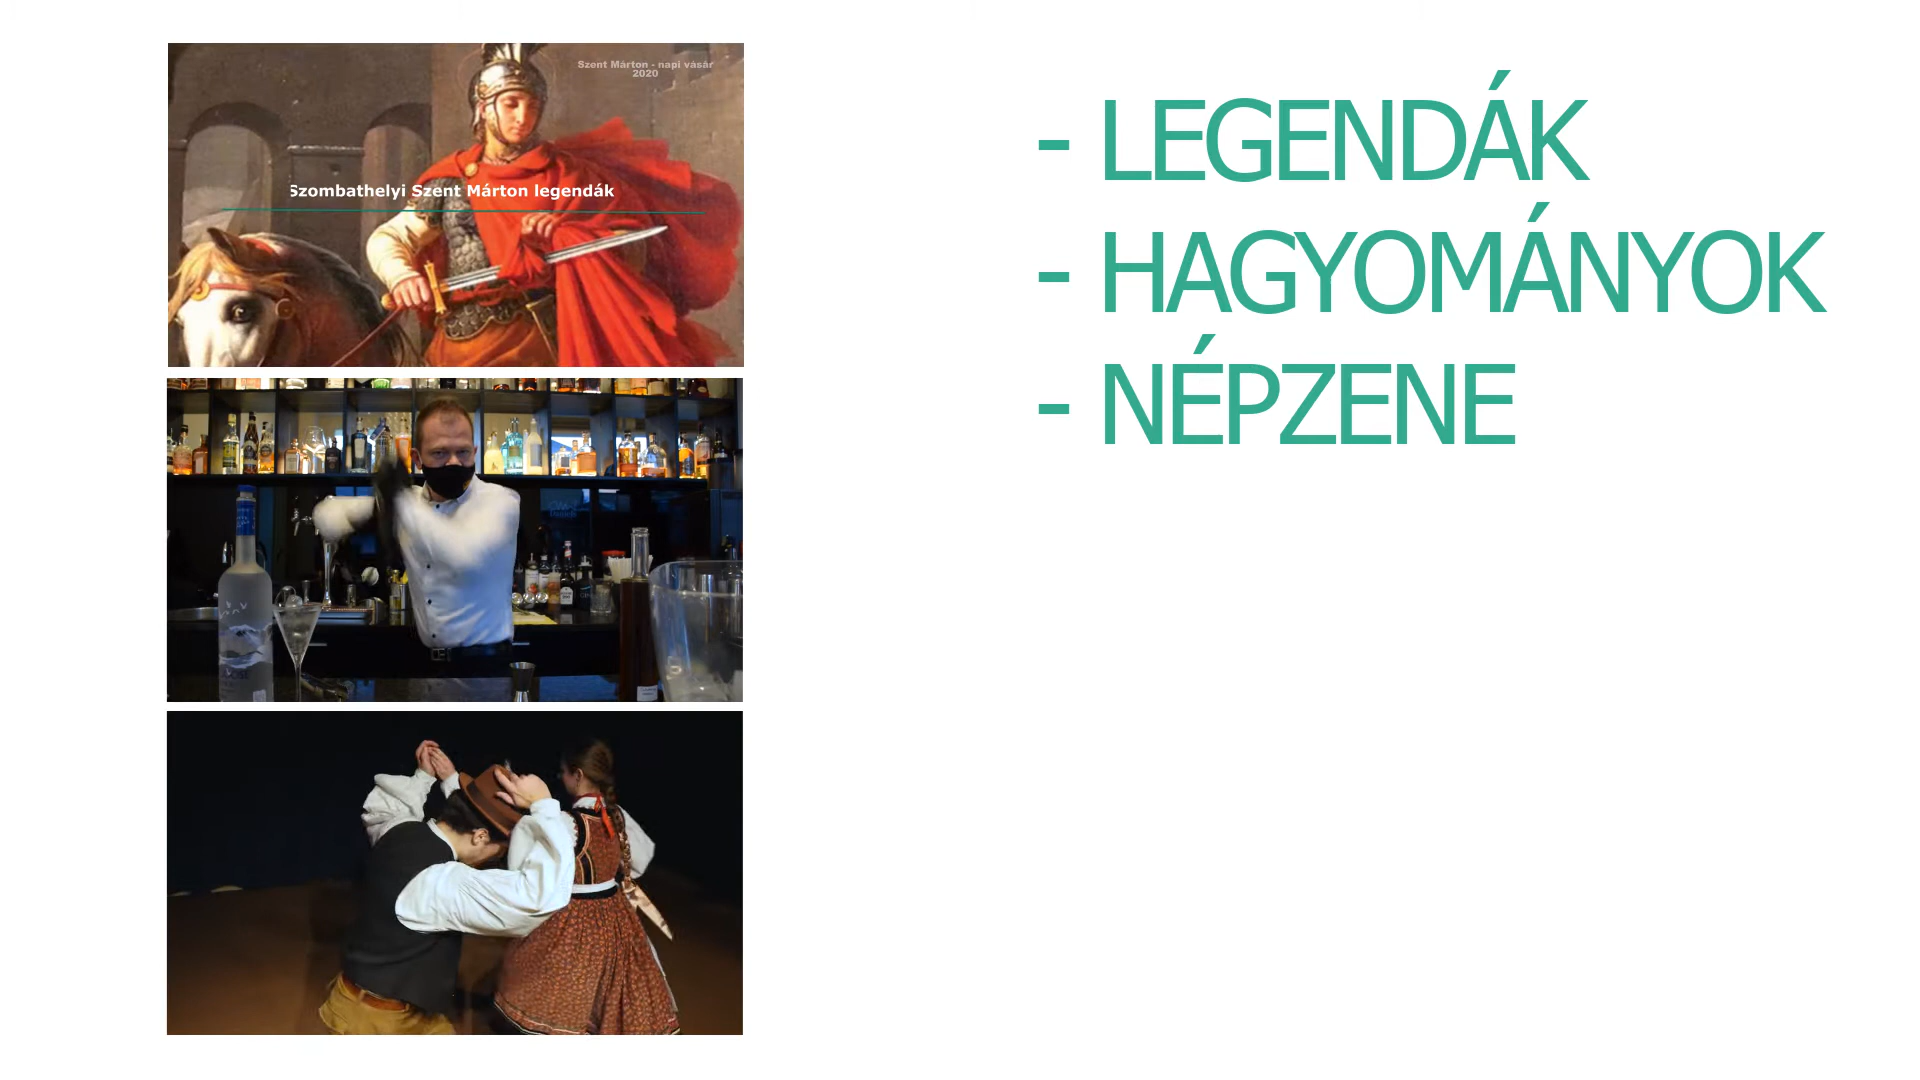 Szent Márton - napi vásár
2020
Szombathelyi Szent Márton legendák
- LEGENDÁK
- HAGYOMÁNYOK
- NÉPZENE